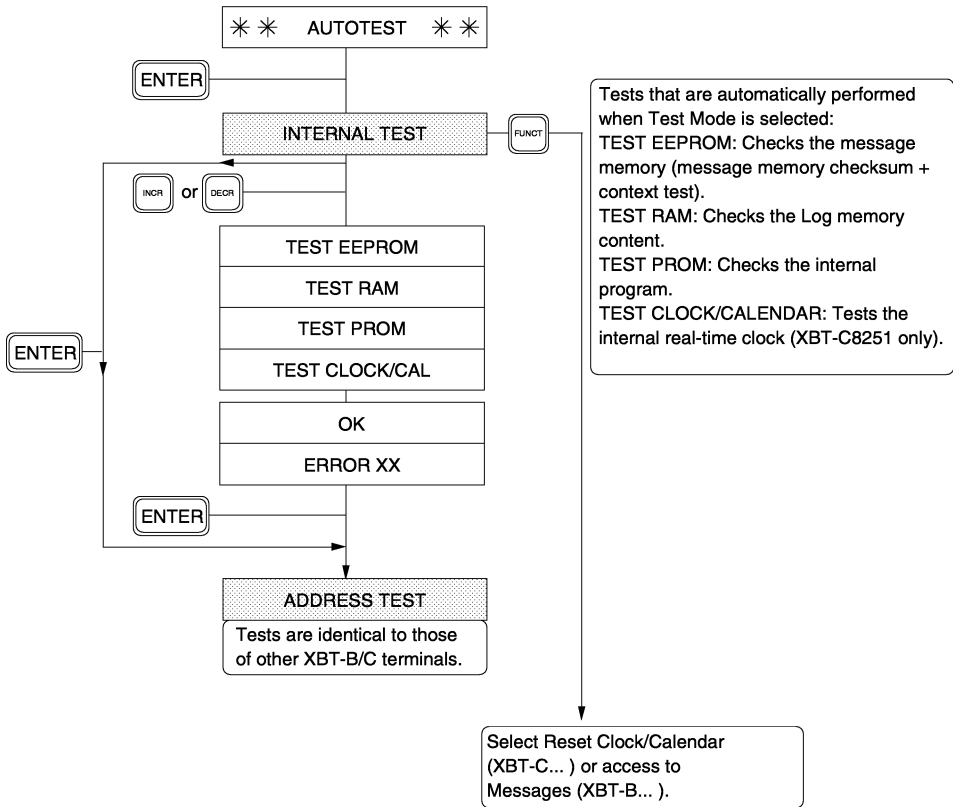 ✳ ✳ AUTOTEST ✳ ✳
ENTER
INTERNAL TEST
FUNCT
INCR or DECR
TEST EEPROM
TEST RAM
TEST PROM
TEST CLOCK/CAL
ENTER
OK
ERROR XX
ENTER
ADDRESS TEST
Tests are identical to those
of other XBT-B/C terminals.
Tests that are automatically performed
when Test Mode is selected:
TEST EEPROM: Checks the message
memory (message memory checksum +
context test).
TEST RAM: Checks the Log memory
content.
TEST PROM: Checks the internal
program.
TEST CLOCK/CALENDAR: Tests the
internal real-time clock (XBT-C8251 only).
Select Reset Clock/Calendar
(XBT-C... ) or access to
Messages (XBT-B... ).